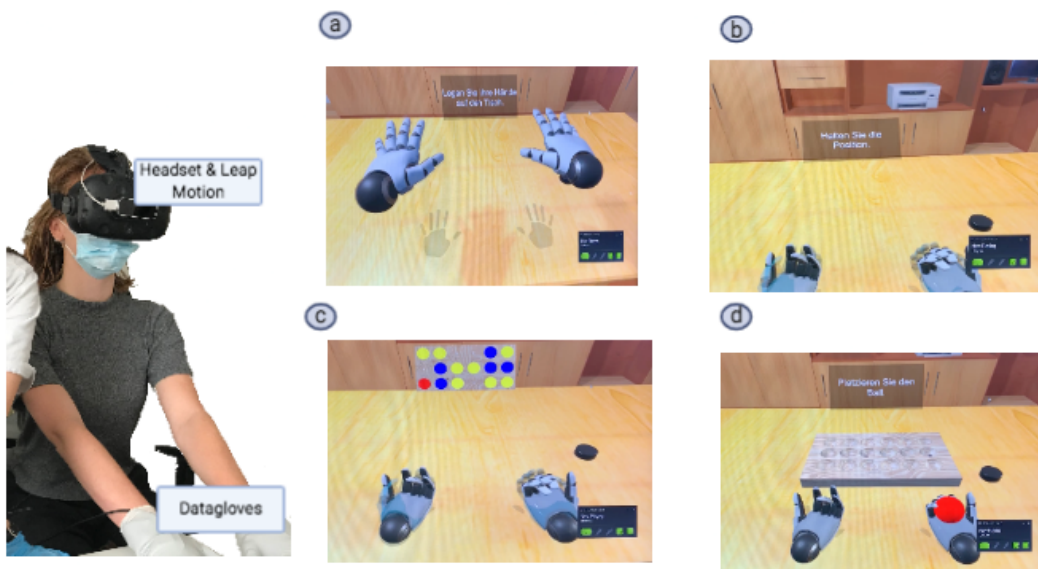 a
b
Headset & Leap
Motion
Legen Sie Ihre Hände
auf den Tisch.
Halten Sie die
Position.
c
d
Platzieren Sie den
Ball.
Datagloves